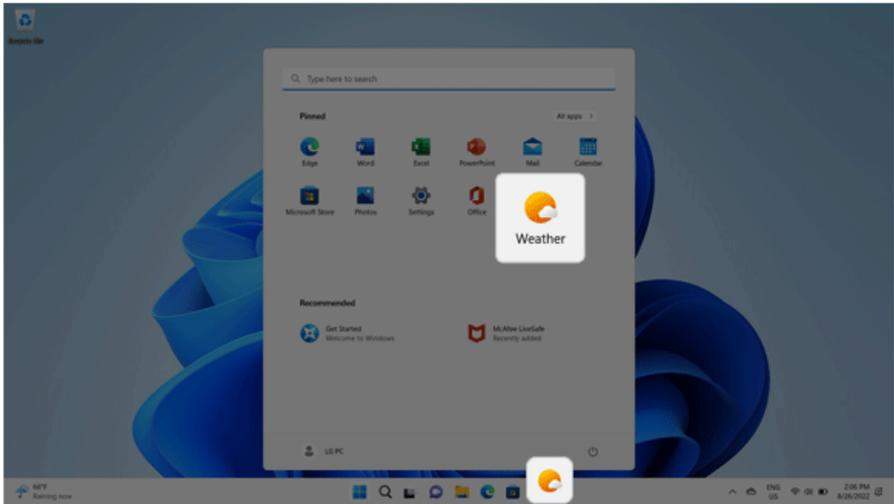 Recycle Bin
Type here to search
Pinned
All apps >
Edge
Word
Excel
PowerPoint
Mail
Calendar
Microsoft Store
Photos
Settings
Office
Weather
Recommended
Get Started
Welcome to Windows
McAfee LiveSafe
Recently added
LG PC
68°F
Raining now
ENG
US
2:06 PM
8/26/2022